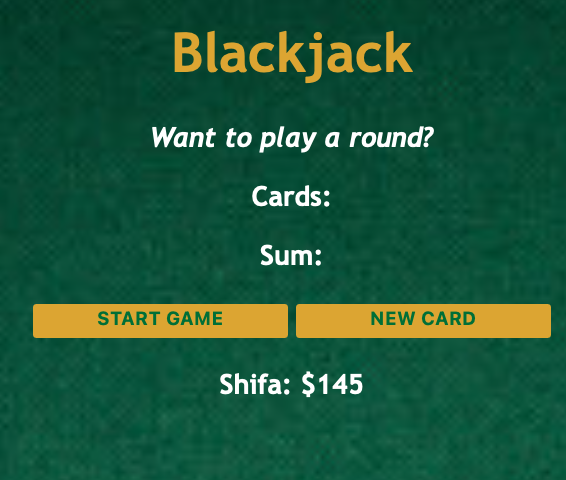 Blackjack
Want to play a round?
Cards:
Sum:
START GAME NEW CARD
Shifa: $145